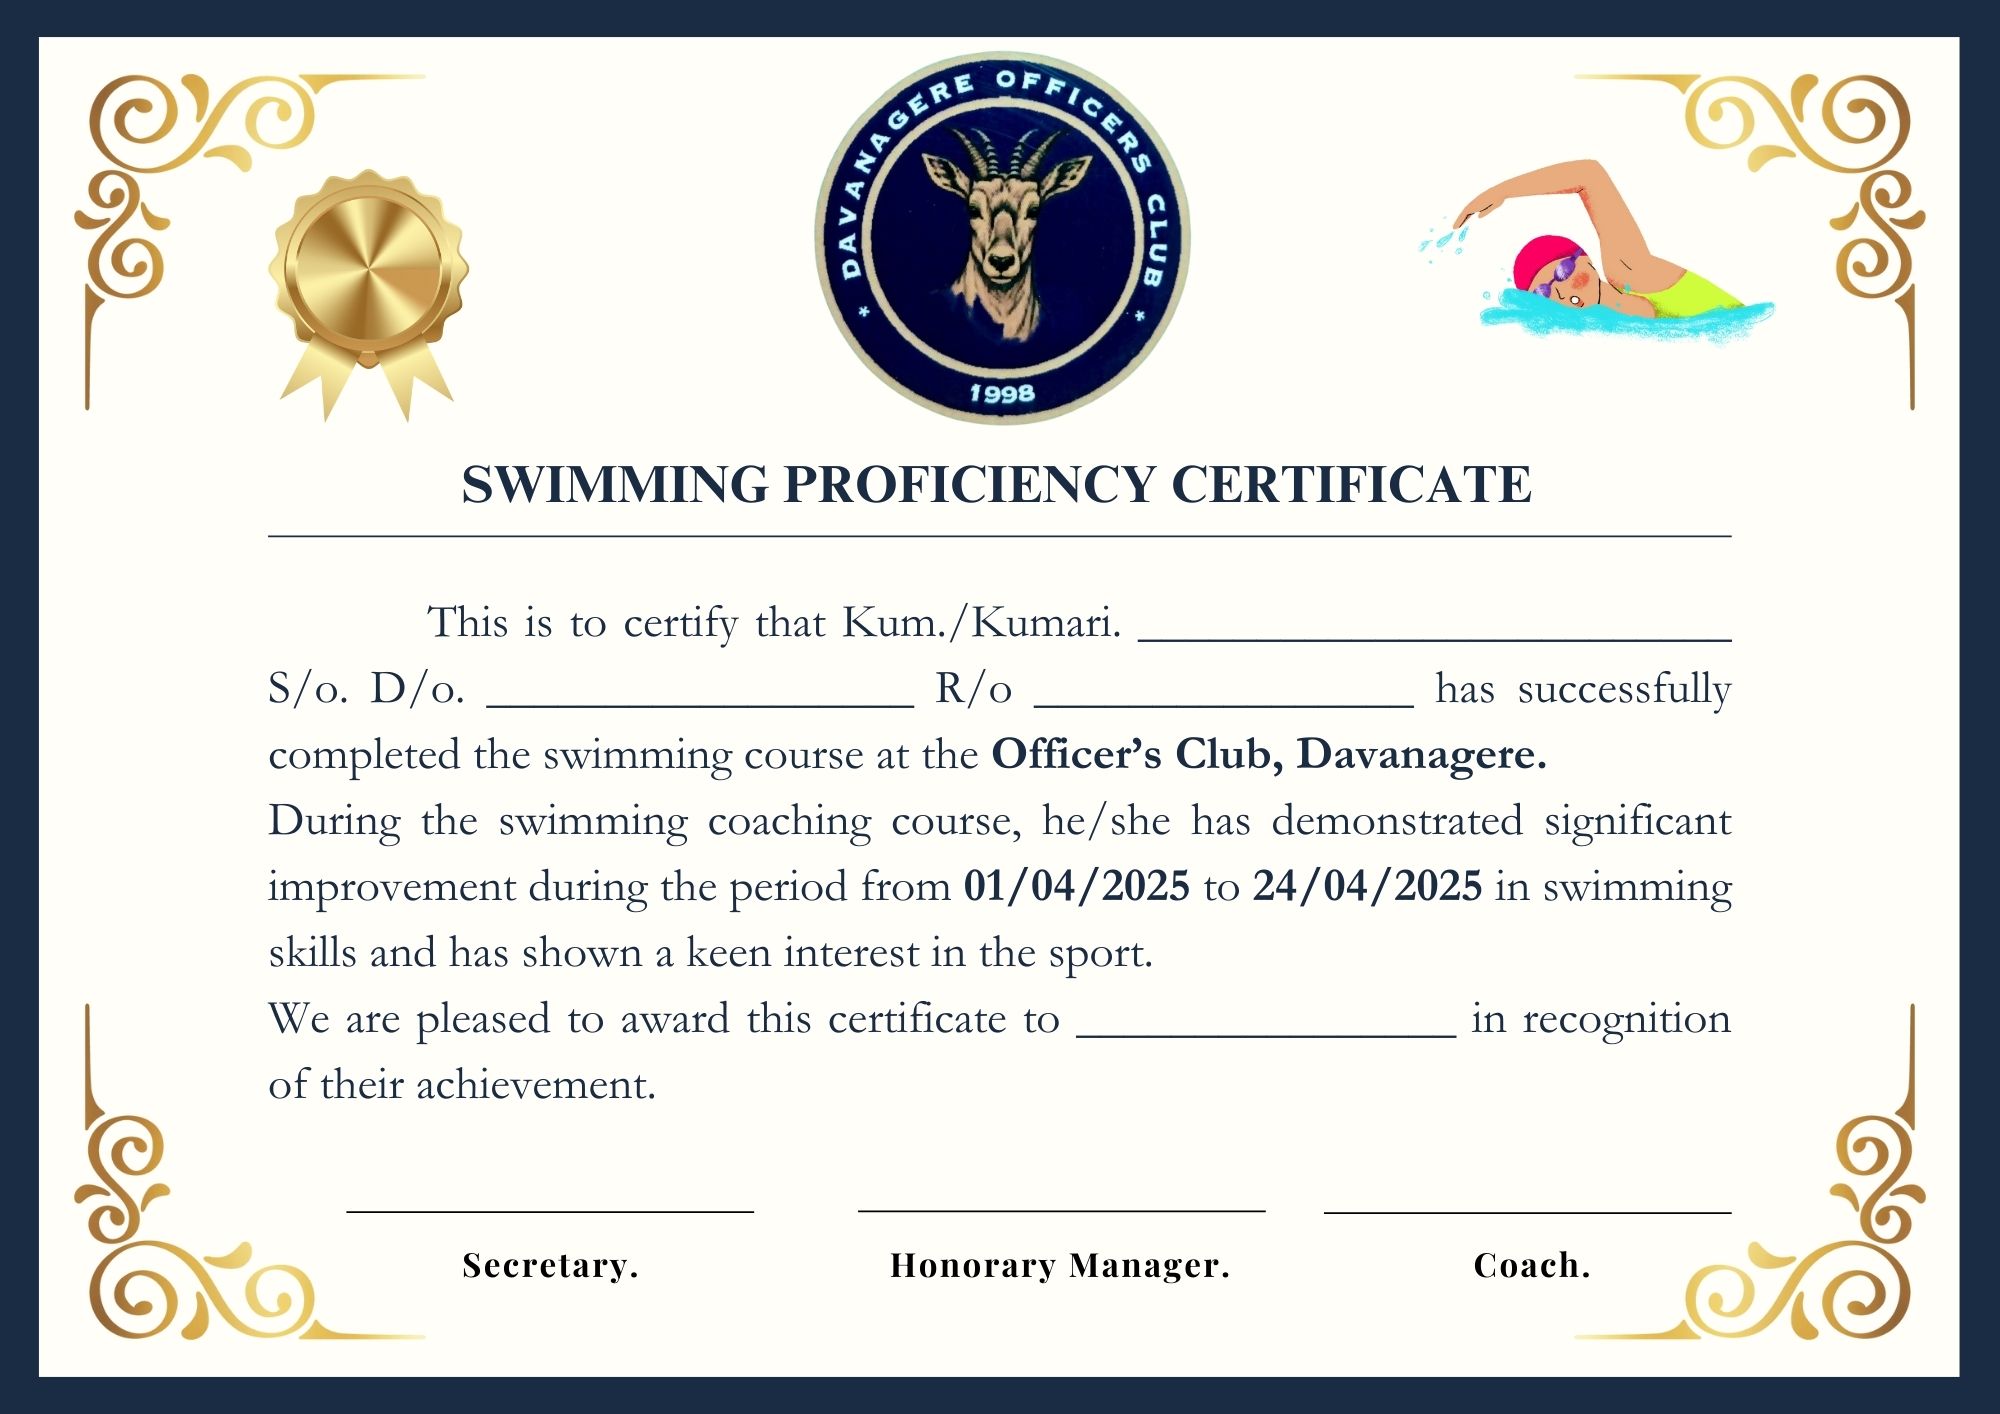 DAVANAGERE OFFICERS CLUB
* *
1998
SWIMMING PROFICIENCY CERTIFICATE
This is to certify that Kum./Kumari. _________________________
S/o. D/o. __________________ R/o ________________ has successfully
completed the swimming course at the Officer’s Club, Davanagere.
During the swimming coaching course, he/she has demonstrated significant
improvement during the period from 01/04/2025 to 24/04/2025 in swimming
skills and has shown a keen interest in the sport.
We are pleased to award this certificate to ________________ in recognition
of their achievement.
Secretary. Honorary Manager. Coach.